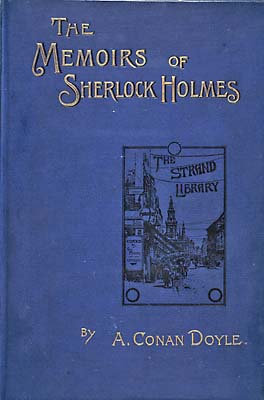 THE
MEMOIRS OF
SHERLOCK HOLMES
THE
STRAND
LIBRARY
BY A. CONAN DOYLE.